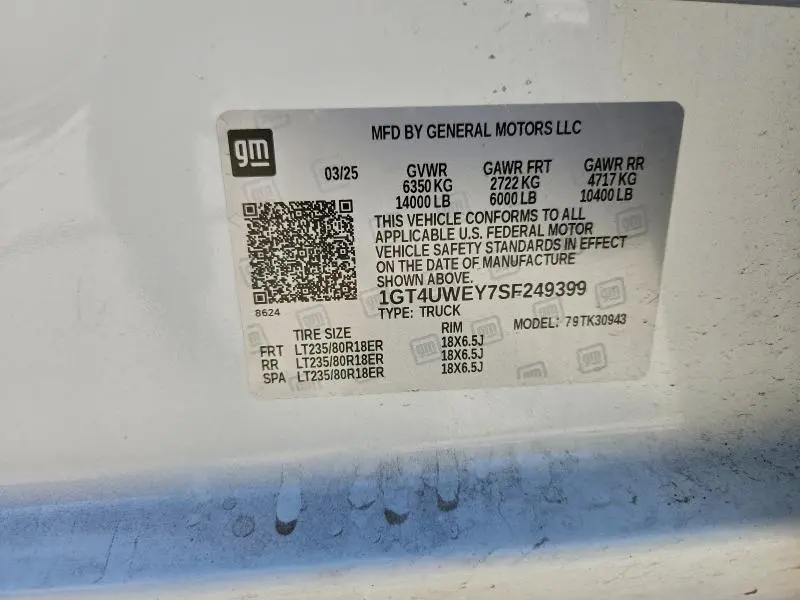 gm
MFD BY GENERAL MOTORS LLC
03/25 GVWR GAWR FRT GAWR RR
6350 KG 2722 KG 4717 KG
14000 LB 6000 LB 10400 LB
THIS VEHICLE CONFORMS TO ALL
APPLICABLE U.S. FEDERAL MOTOR
VEHICLE SAFETY STANDARDS IN EFFECT
ON THE DATE OF MANUFACTURE
SHOWN ABOVE.
1GT4UWEY7SF249399
8624
TYPE: TRUCK MODEL: 79TK30943
TIRE SIZE RIM
FRT LT235/80R18ER 18X6.5J
RR LT235/80R18ER 18X6.5J
SPA LT235/80R18ER 18X6.5J